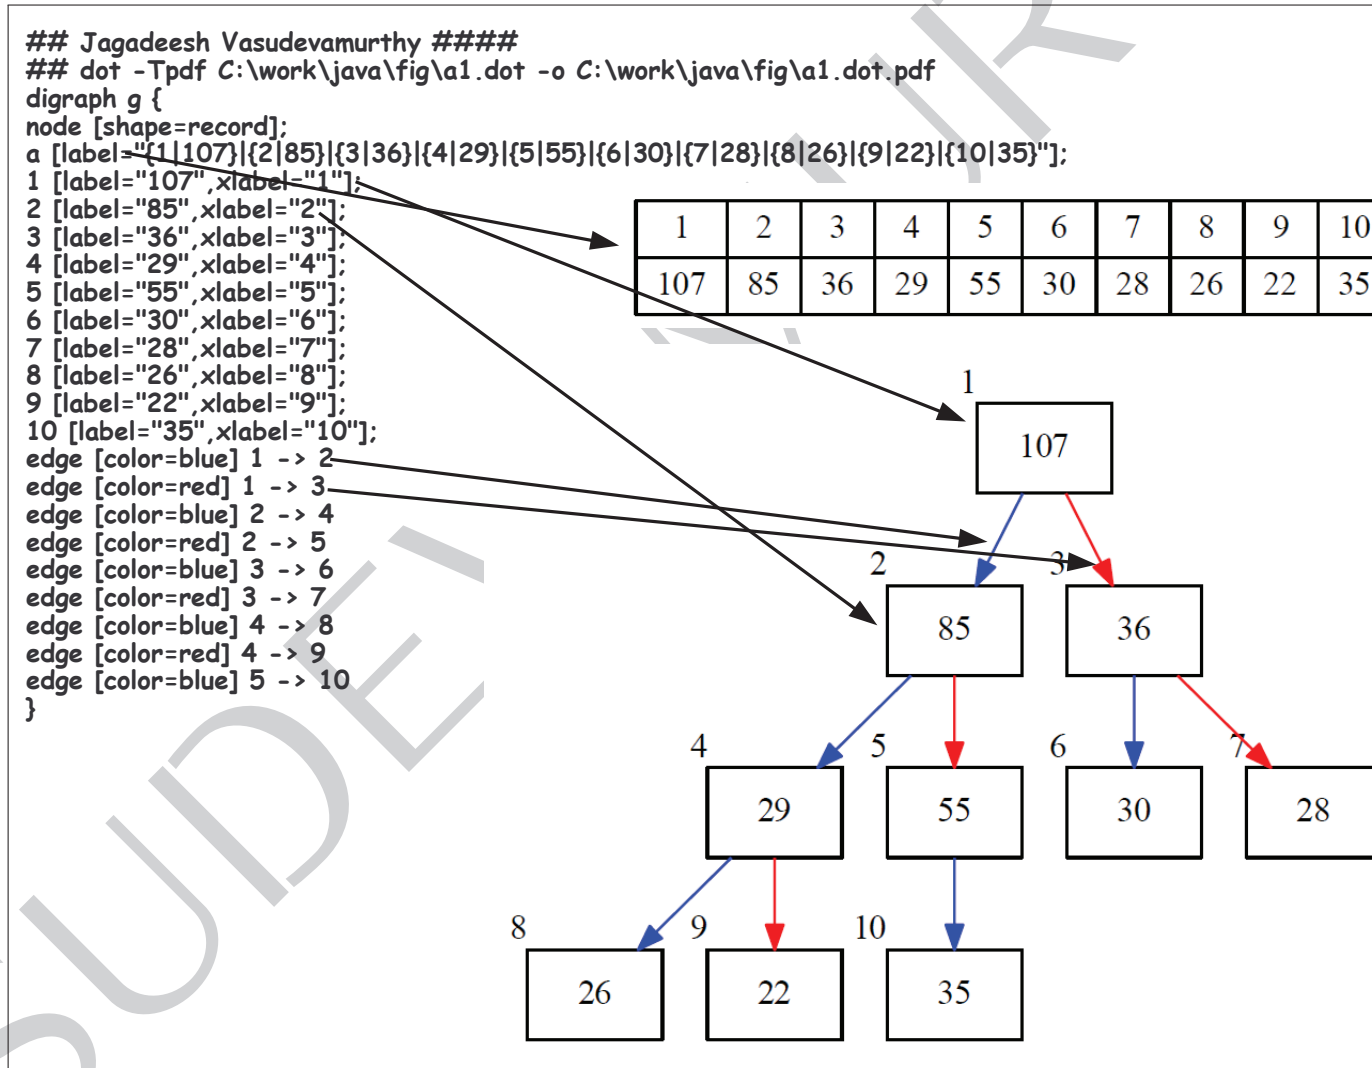 ## Jagadeesh Vasudevamurthy ####
## dot -Tpdf C:\work\java\fig\a1.dot -o C:\work\java\fig\a1.dot.pdf
digraph g {
node [shape=record];
a [label="{1|107}|{2|85}|{3|36}|{4|29}|{5|55}|{6|30}|{7|28}|{8|26}|{9|22}|{10|35}"];
1 [label="107",xlabel="1"];
2 [label="85",xlabel="2"];
3 [label="36",xlabel="3"];
4 [label="29",xlabel="4"];
5 [label="55",xlabel="5"];
6 [label="30",xlabel="6"];
7 [label="28",xlabel="7"];
8 [label="26",xlabel="8"];
9 [label="22",xlabel="9"];
10 [label="35",xlabel="10"];
edge [color=blue] 1 -> 2
edge [color=red] 1 -> 3
edge [color=blue] 2 -> 4
edge [color=red] 2 -> 5
edge [color=blue] 3 -> 6
edge [color=red] 3 -> 7
edge [color=blue] 4 -> 8
edge [color=red] 4 -> 9
edge [color=blue] 5 -> 10
}
1 2 3 4 5 6 7 8 9 10
107 85 36 29 55 30 28 26 22 35
1
107
2 3
85 36
4 5 6 7
29 55 30 28
8 9 10
26 22 35